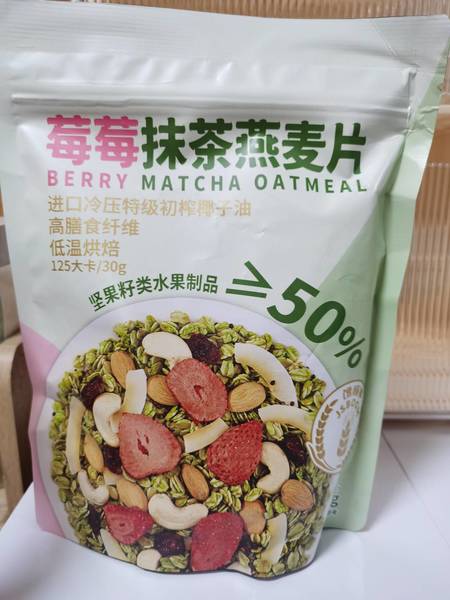 莓莓抹茶燕麦片
BERRY MATCHA OATMEAL
进口冷压特级初榨椰子油
高膳食纤维
低温烘焙
125大卡/30g
坚果籽类水果制品 ≥50%